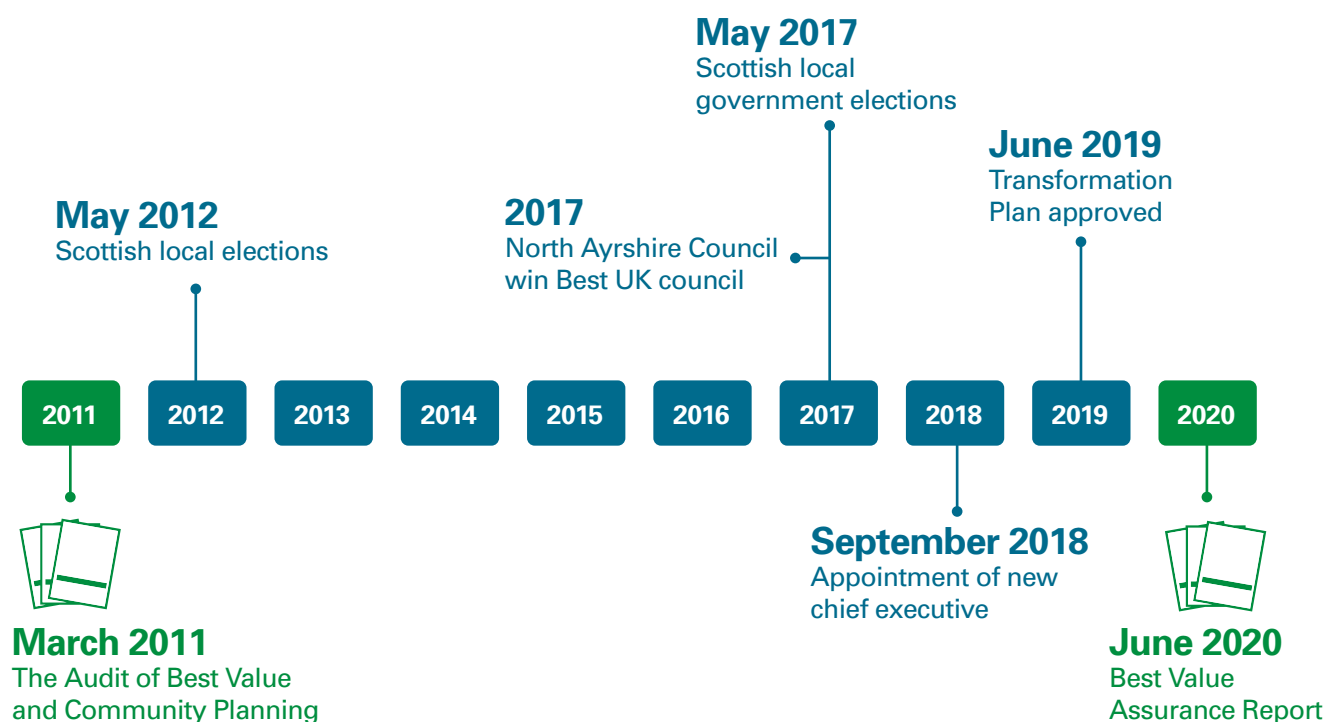 May 2017
Scottish local
government elections
June 2019
Transformation
Plan approved
May 2012
Scottish local elections
2017
North Ayrshire Council
win Best UK council
2011
2012
2013
2014
2015
2016
2017
2018
2019
2020
September 2018
Appointment of new
chief executive
March 2011
The Audit of Best Value
and Community Planning
June 2020
Best Value
Assurance Report